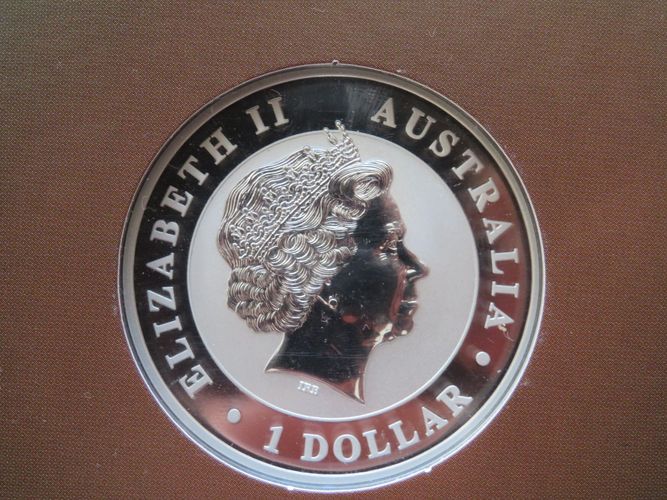 ELIZABETH II
AUSTRALIA
• 1 DOLLAR •
IRB